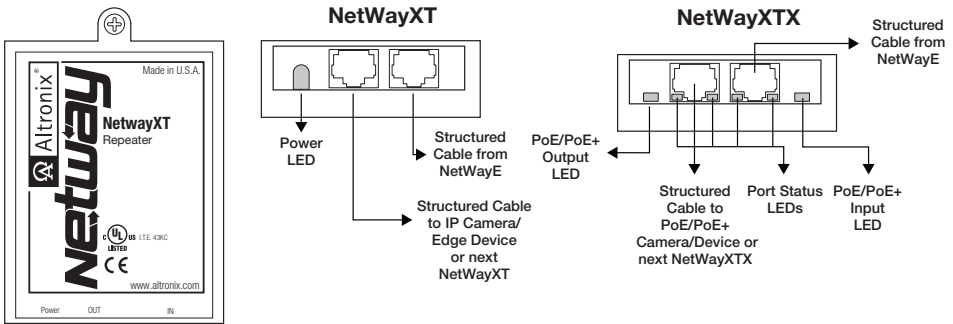 Altronix®
Netway
Made in U.S.A.
NetwayXT
Repeater
C UL US I.T.E. 43KC
LISTED
CE
www.altronix.com
Power
OUT
IN
NetWayXT
Power
LED
Structured
Cable from
NetWayE
Structured Cable
to IP Camera/
Edge Device
or next
NetWayXT
NetWayXTX
Structured
Cable from
NetWayE
PoE/PoE+
Output
LED
Structured
Cable to
PoE/PoE+
Camera/Device or
next NetWayXTX
Port Status
LEDs
PoE/PoE+
Input
LED